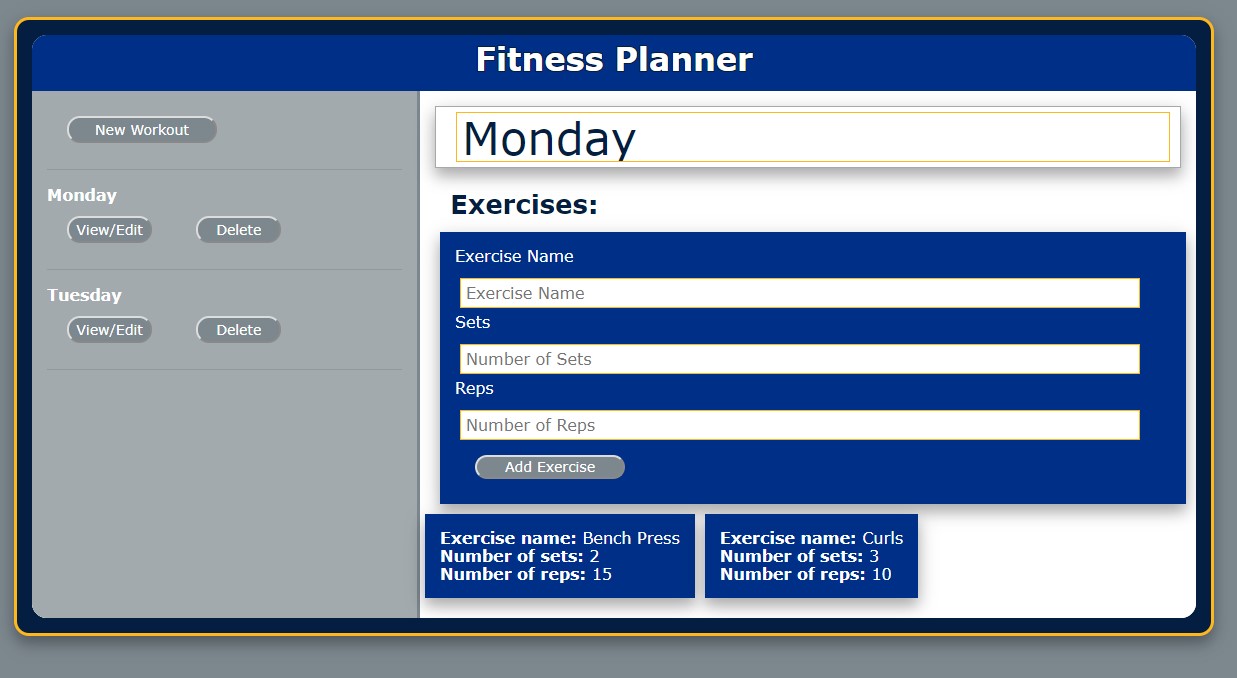 Fitness Planner
New Workout
Monday
View/Edit Delete
Tuesday
View/Edit Delete
Monday
Exercises:
Exercise Name
Exercise Name
Sets
Number of Sets
Reps
Number of Reps
Add Exercise
Exercise name: Bench Press
Number of sets: 2
Number of reps: 15
Exercise name: Curls
Number of sets: 3
Number of reps: 10